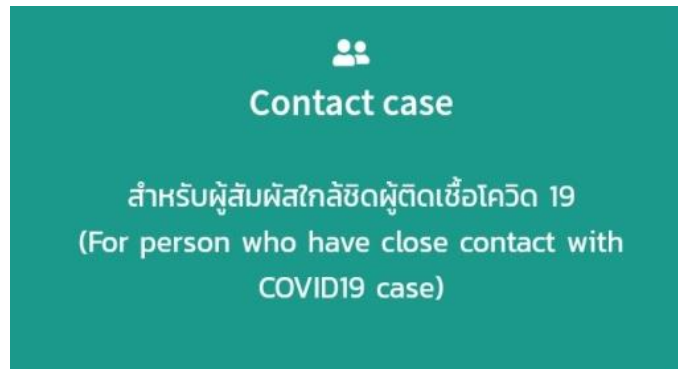 Contact case
สำหรับผู้สัมผัสใกล้ชิดผู้ติดเชื้อโควิด 19
(For person who have close contact with
COVID19 case)